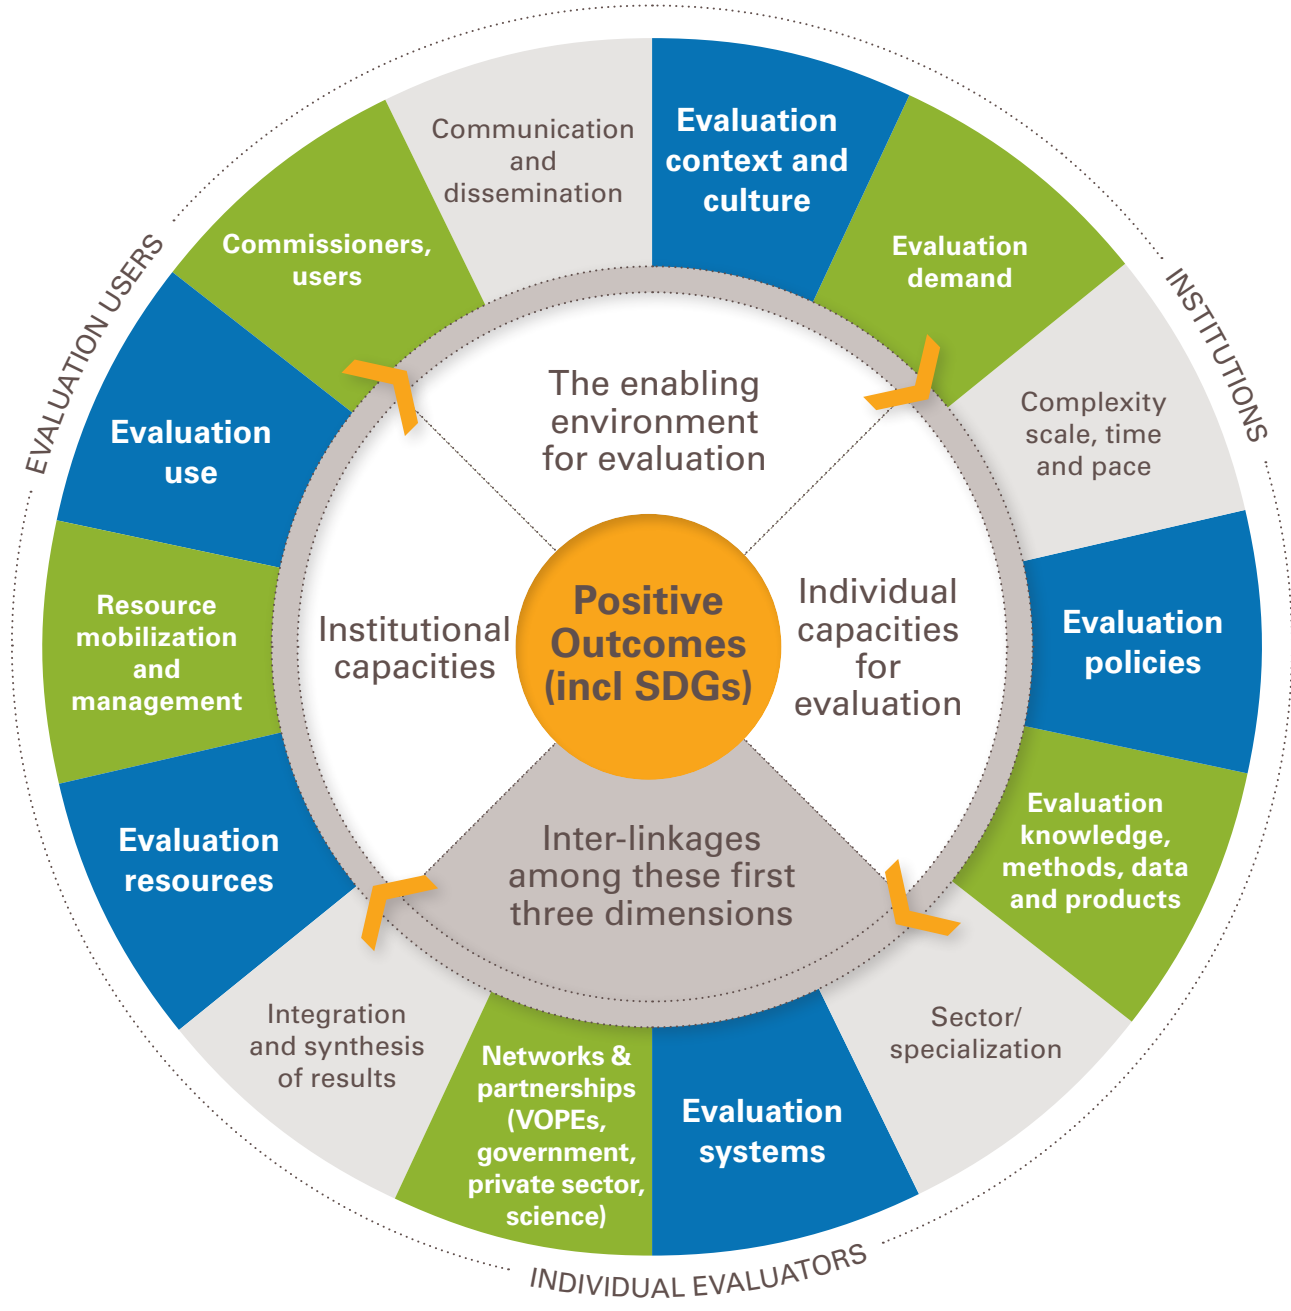 Communication
and
dissemination
Evaluation
context and
culture
Evaluation
demand
Complexity
scale, time
and pace
Evaluation
policies
Evaluation
knowledge,
methods, data
and products
Sector/
specialization
Evaluation
systems
Networks &
partnerships
(VOPEs,
government,
private sector,
science)
Integration
and synthesis
of results
Evaluation
resources
Resource
mobilization
and
management
Evaluation
use
Commissioners,
users
EVALUATION USERS
INSTITUTIONS
INDIVIDUAL EVALUATORS
The enabling
environment
for evaluation
Individual
capacities
for
evaluation
Inter-linkages
among these first
three dimensions
Institutional
capacities
Positive
Outcomes
(incl SDGs)